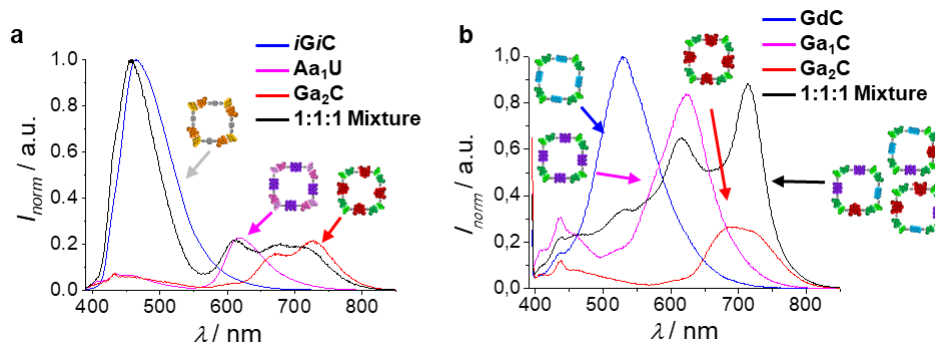 a
iGiC
Aa₁U
Ga₂C
1:1:1 Mixture
I_norm / a.u.
1.0
0.8
0.6
0.4
0.2
0.0
400 500 600 700 800
λ / nm
b
GdC
Ga₁C
Ga₂C
1:1:1 Mixture
I_norm / a.u.
1.0
0.8
0.6
0.4
0.2
0,0
400 500 600 700 800
λ / nm